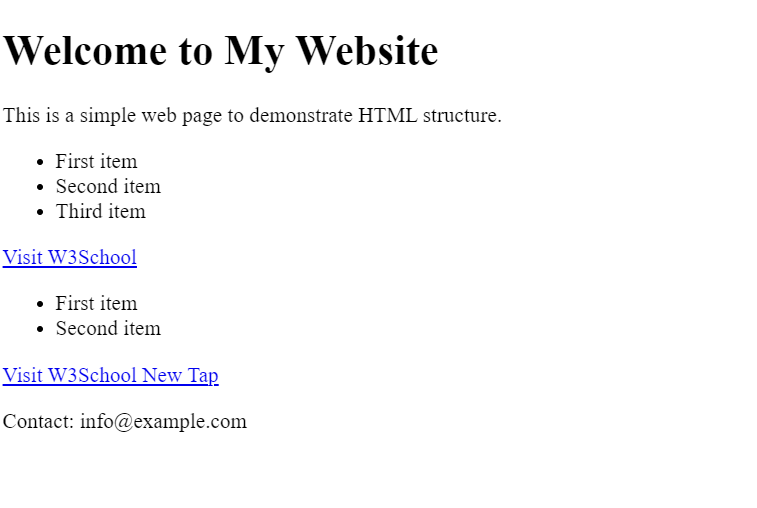 Welcome to My Website
This is a simple web page to demonstrate HTML structure.
First item
Second item
Third item
Visit W3School
First item
Second item
Visit W3School New Tap
Contact: info@example.com